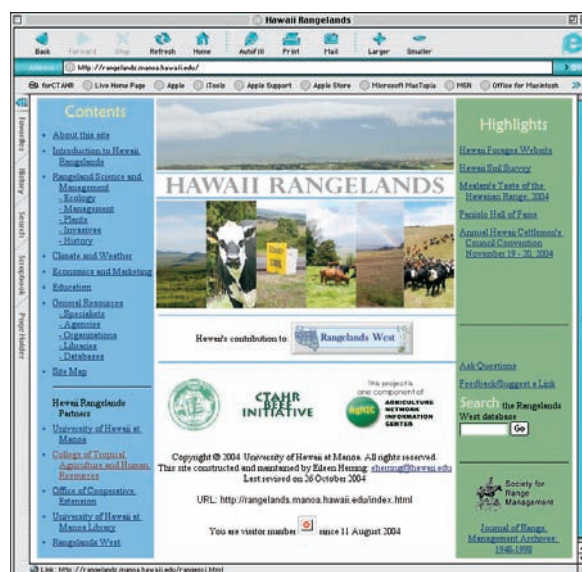 Hawaii Rangelands
Back Forward Stop Refresh Home AutoFill Print Mail Larger Smaller
http://rangelands.manoa.hawaii.edu/
forCTAHR Live Home Page Apple iTools Apple Support Apple Store Microsoft MacTopia MSN Office for Macintosh
Favorites
History
Search
Scrapbook
Page Holder
Contents
About this site
Introduction to Hawaii
Rangelands
Rangeland Science and
Management
- Ecology
- Management
- Plants
- Invasives
- History
Climate and Weather
Economics and Marketing
Education
General Resources
- Specialists
- Agencies
- Organizations
- Libraries
- Databases
Site Map
Hawaii Rangelands
Partners
University of Hawaii at
Manoa
College of Tropical
Agriculture and Human
Resources
Office of Cooperative
Extension
University of Hawaii at
Manoa Library
Rangelands West
HAWAII RANGELANDS
Hawaii's contribution to:
Rangelands West
CTAHR
BEEF
INITIATIVE
This project is
one component of
AgNIC
AGRICULTURE
NETWORK
INFORMATION
CENTER
Copyright © 2004. University of Hawaii at Manoa. All rights reserved.
This site constructed and maintained by Eileen Herring: eherring@hawaii.edu
Last revised on 26 October 2004
URL: http://rangelands.manoa.hawaii.edu/index.html
You are visitor number since 11 August 2004
Highlights
Hawaii Forages Website
Hawaii Soil Survey
Mealani's Taste of the
Hawaiian Range, 2004
Paniolo Hall of Fame
Annual Hawaii Cattlemen's
Council Convention
November 19 - 20, 2004
Ask Questions
Feedback/Suggest a Link
Search the Rangelands
West database
Go
Society for
Range
Management
Journal of Range
Management Archives:
1948-1998